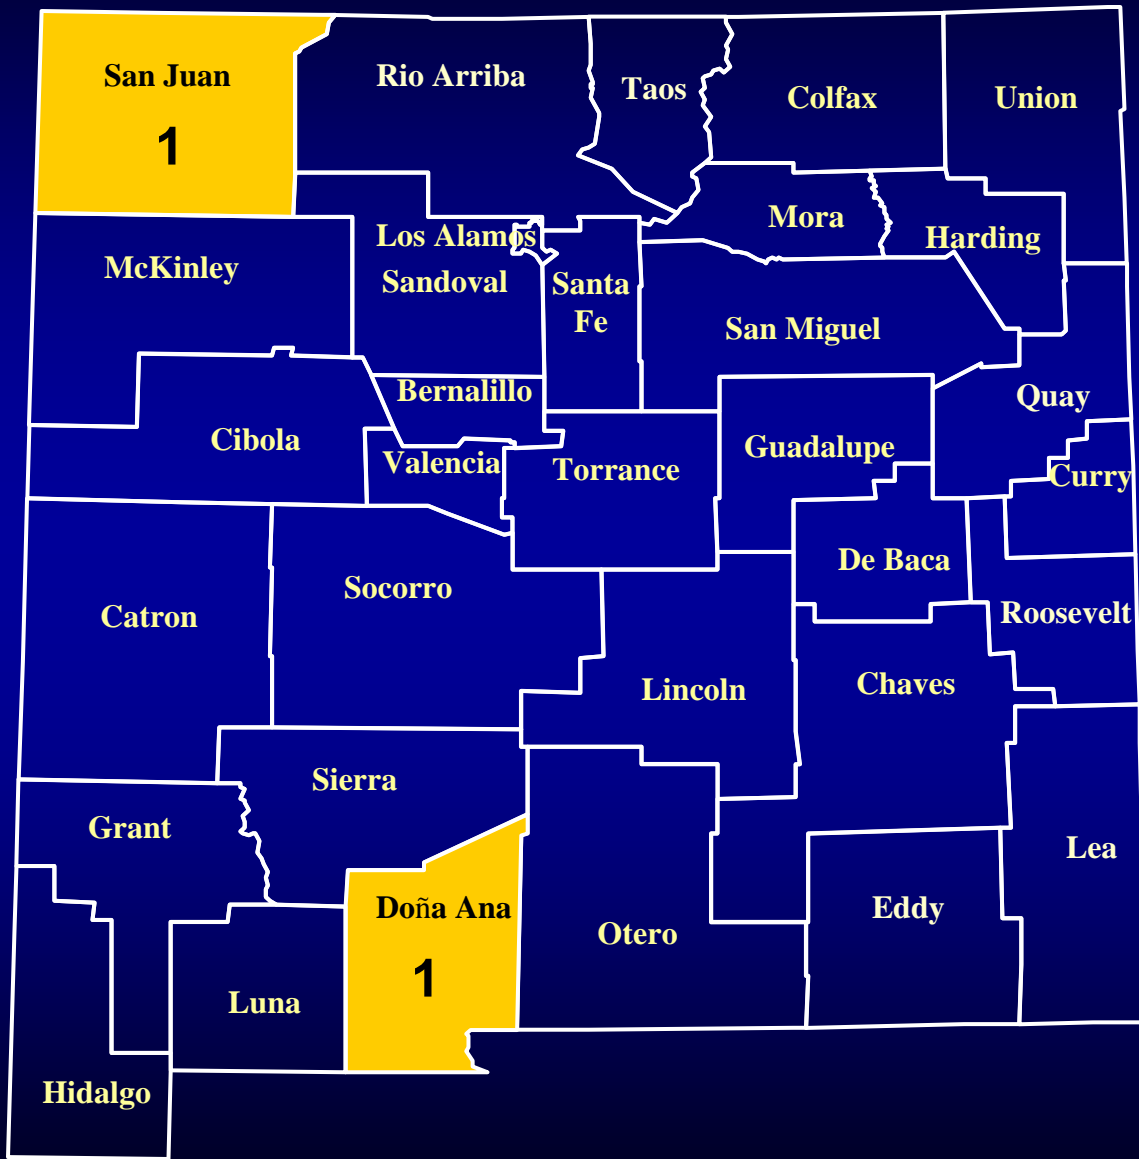 San Juan
1
Rio Arriba
Taos
Colfax
Union
Los Alamos
Mora
Harding
McKinley
Sandoval
Santa
Fe
San Miguel
Bernalillo
Quay
Cibola
Valencia
Torrance
Guadalupe
Curry
De Baca
Socorro
Catron
Roosevelt
Lincoln
Chaves
Sierra
Grant
Lea
Doña Ana
1
Eddy
Otero
Luna
Hidalgo